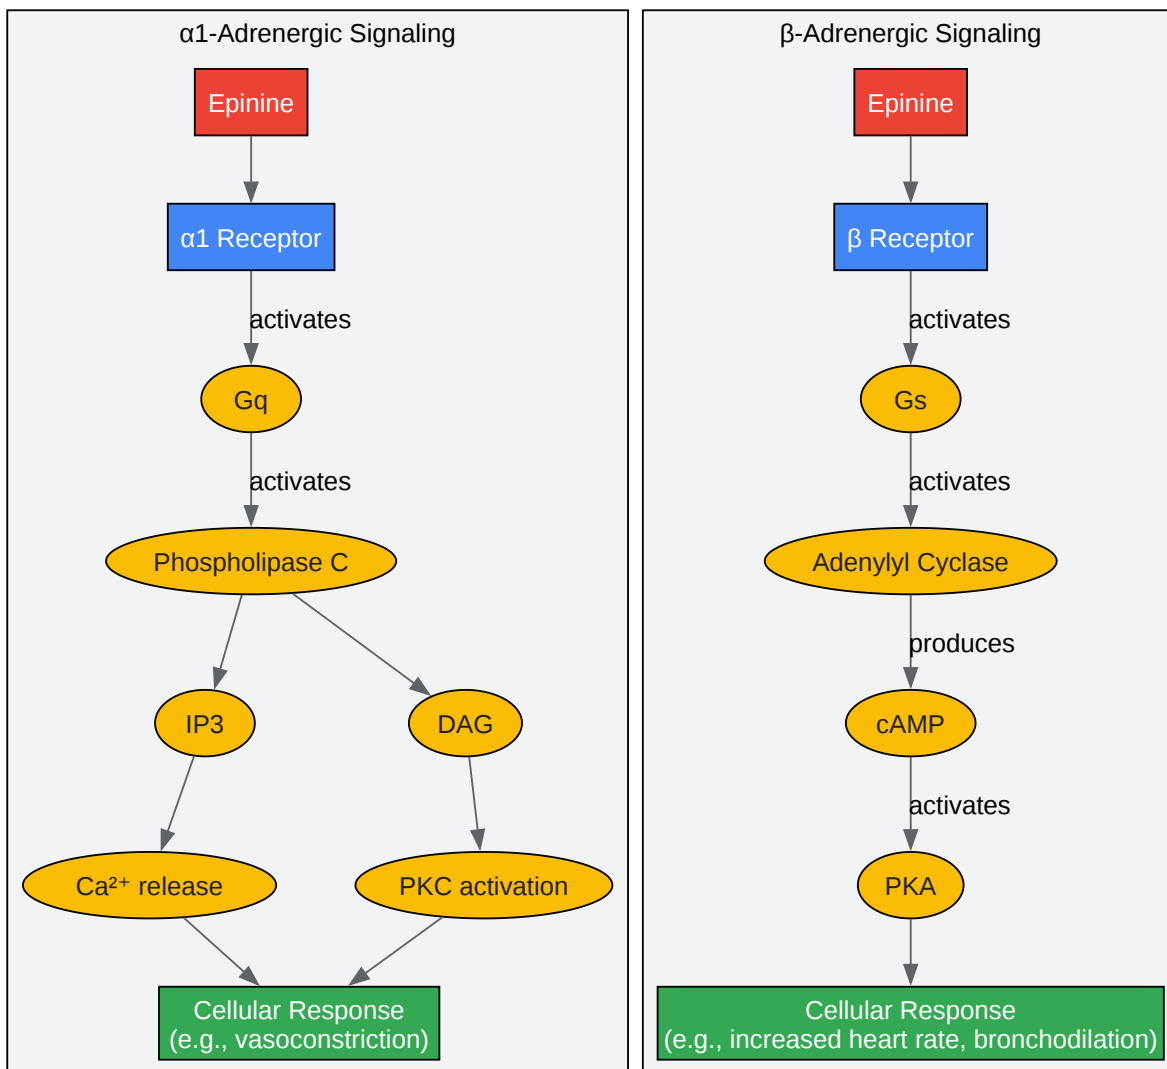 α1-Adrenergic Signaling
Epinine
α1 Receptor
activates
Gq
activates
Phospholipase C
IP3
DAG
Ca²⁺ release
PKC activation
Cellular Response
(e.g., vasoconstriction)
β-Adrenergic Signaling
Epinine
β Receptor
activates
Gs
activates
Adenylyl Cyclase
produces
cAMP
activates
PKA
Cellular Response
(e.g., increased heart rate, bronchodilation)